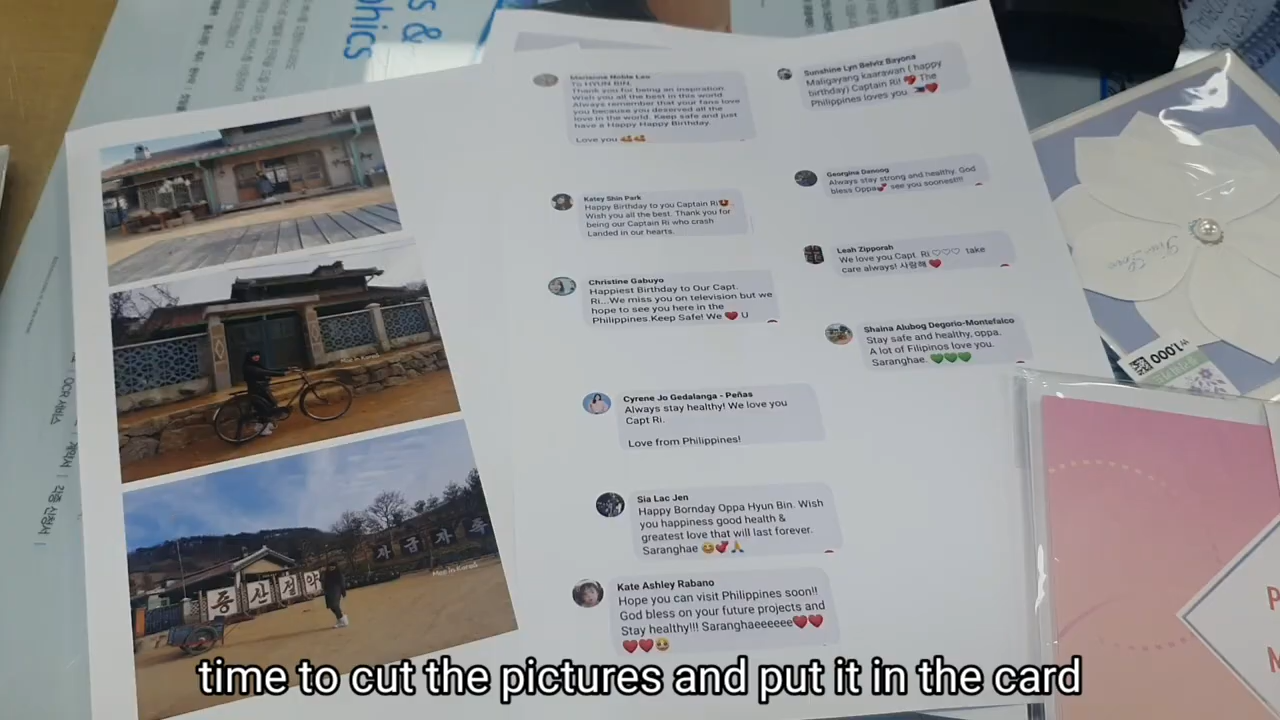 s &
phics
Marianne Noble Leo
To HYUN BIN.
Thank you for being an inspiration
Wish you all the best in this world
Always remember that your fans love
you because you deserved all the
love in the world. Keep safe and just
have a Happy Happy Birthday.
Love you 🥰🥰
Katey Shin Park
Happy Birthday to you Captain Ri😍.
Wish you all the best. Thank you for
being our Captain Ri who crash
Landed in our hearts.
Christine Gabuyo
Happiest Birthday to Our Capt.
Ri...We miss you on television but we
hope to see you here in the
Philippines.Keep Safe! We ❤️ U
Cyrene Jo Gedalanga - Peñas
Always stay healthy! We love you
Capt Ri.
Love from Philippines!
Sia Lac Jen
Happy Bornday Oppa Hyun Bin. Wish
you happiness good health &
greatest love that will last forever.
Saranghae 😄💕🙏
Kate Ashley Rabano
Hope you can visit Philippines soon!!
God bless on your future projects and
Stay healthy!!! Saranghaeeeeee❤️❤️
❤️❤️😍
Sunshine Lyn Belviz Bayona
Maligayang kaarawan ( happy
birthday) Captain Ri! 💝 The
Philippines loves you 🇵🇭❤️
Georgina Danoog
Always stay strong and healthy. God
bless Oppa💕 see you soonest!!!
Leah Zipporah
We love you Capt. Ri ♡♡♡ take
care always! 사랑해 ❤️
Shaina Alubog Degorio-Montefalco
Stay safe and healthy, oppa.
A lot of Filipinos love you.
Saranghae. 💚💚💚
Mee in Korea
자급자족
₩1000
P
M
time to cut the pictures and put it in the card